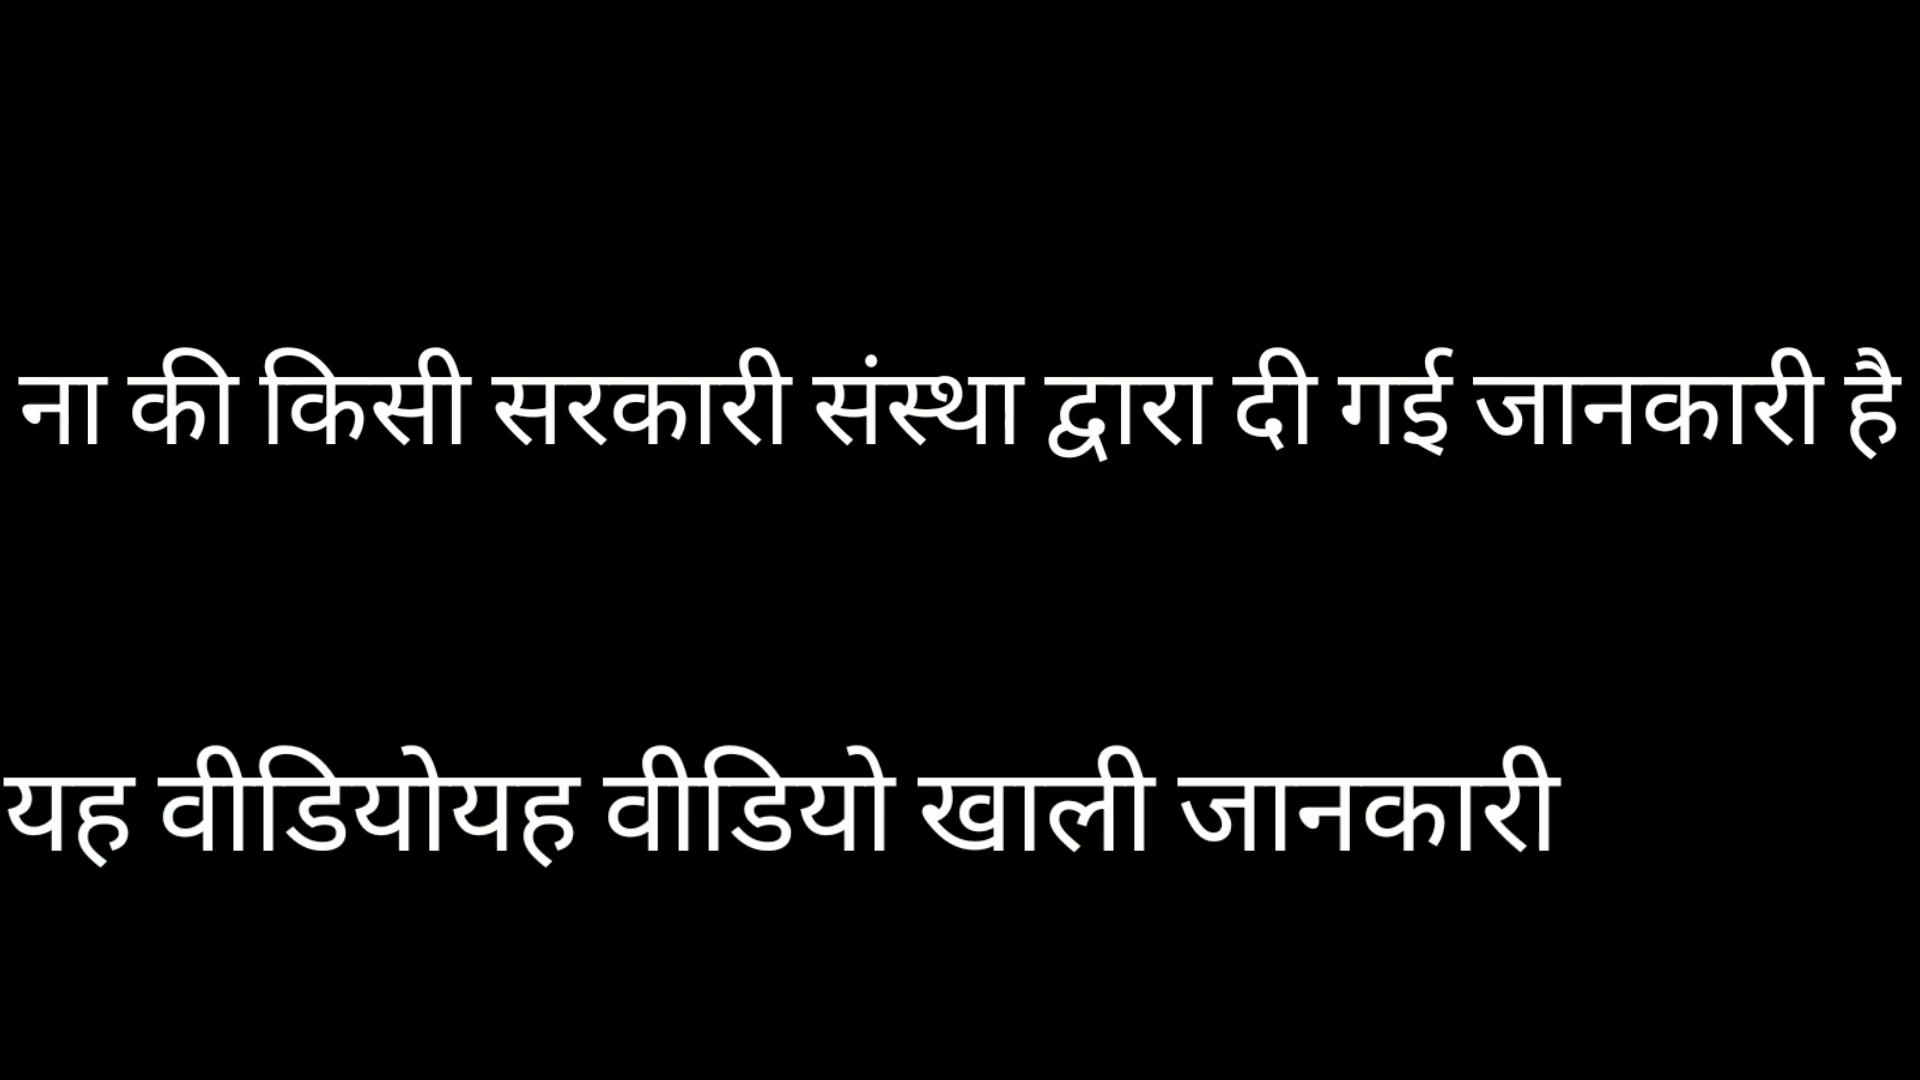 ना की किसी सरकारी संस्था द्वारा दी गई जानकारी है
यह वीडियोयह वीडियो खाली जानकारी